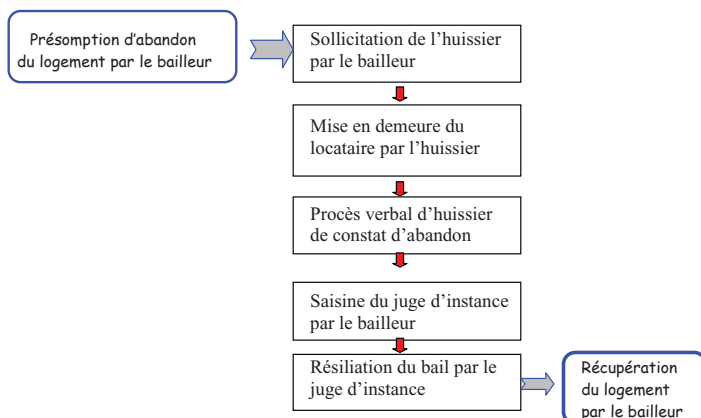 Présomption d'abandon
du logement par le bailleur
Sollicitation de l'huissier
par le bailleur
Mise en demeure du
locataire par l'huissier
Procès verbal d'huissier
de constat d'abandon
Saisine du juge d'instance
par le bailleur
Résiliation du bail par le
juge d'instance
Récupération
du logement
par le bailleur